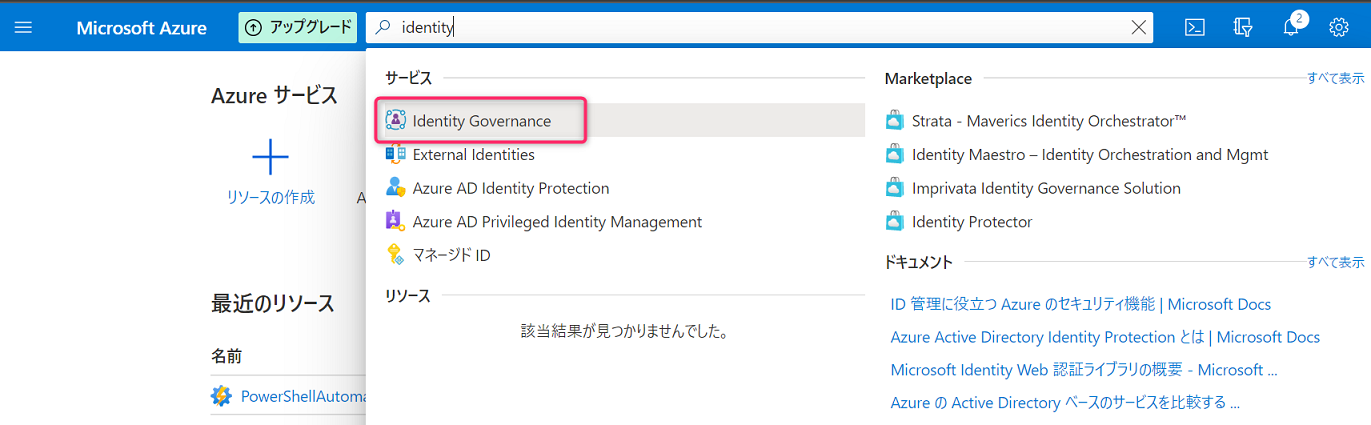 Microsoft Azure
アップグレード
identity
2
Azure サービス
リソースの作成
A
最近のリソース
名前
PowerShellAutoma
サービス
Identity Governance
External Identities
Azure AD Identity Protection
Azure AD Privileged Identity Management
マネージド ID
リソース
該当結果が見つかりませんでした。
Marketplace
すべて表示
Strata - Maverics Identity Orchestrator™
Identity Maestro – Identity Orchestration and Mgmt
Imprivata Identity Governance Solution
Identity Protector
ドキュメント
すべて表示
ID 管理に役立つ Azure のセキュリティ機能 | Microsoft Docs
Azure Active Directory Identity Protection とは | Microsoft Docs
Microsoft Identity Web 認証ライブラリの概要 - Microsoft ...
Azure の Active Directory ベースのサービスを比較する ...